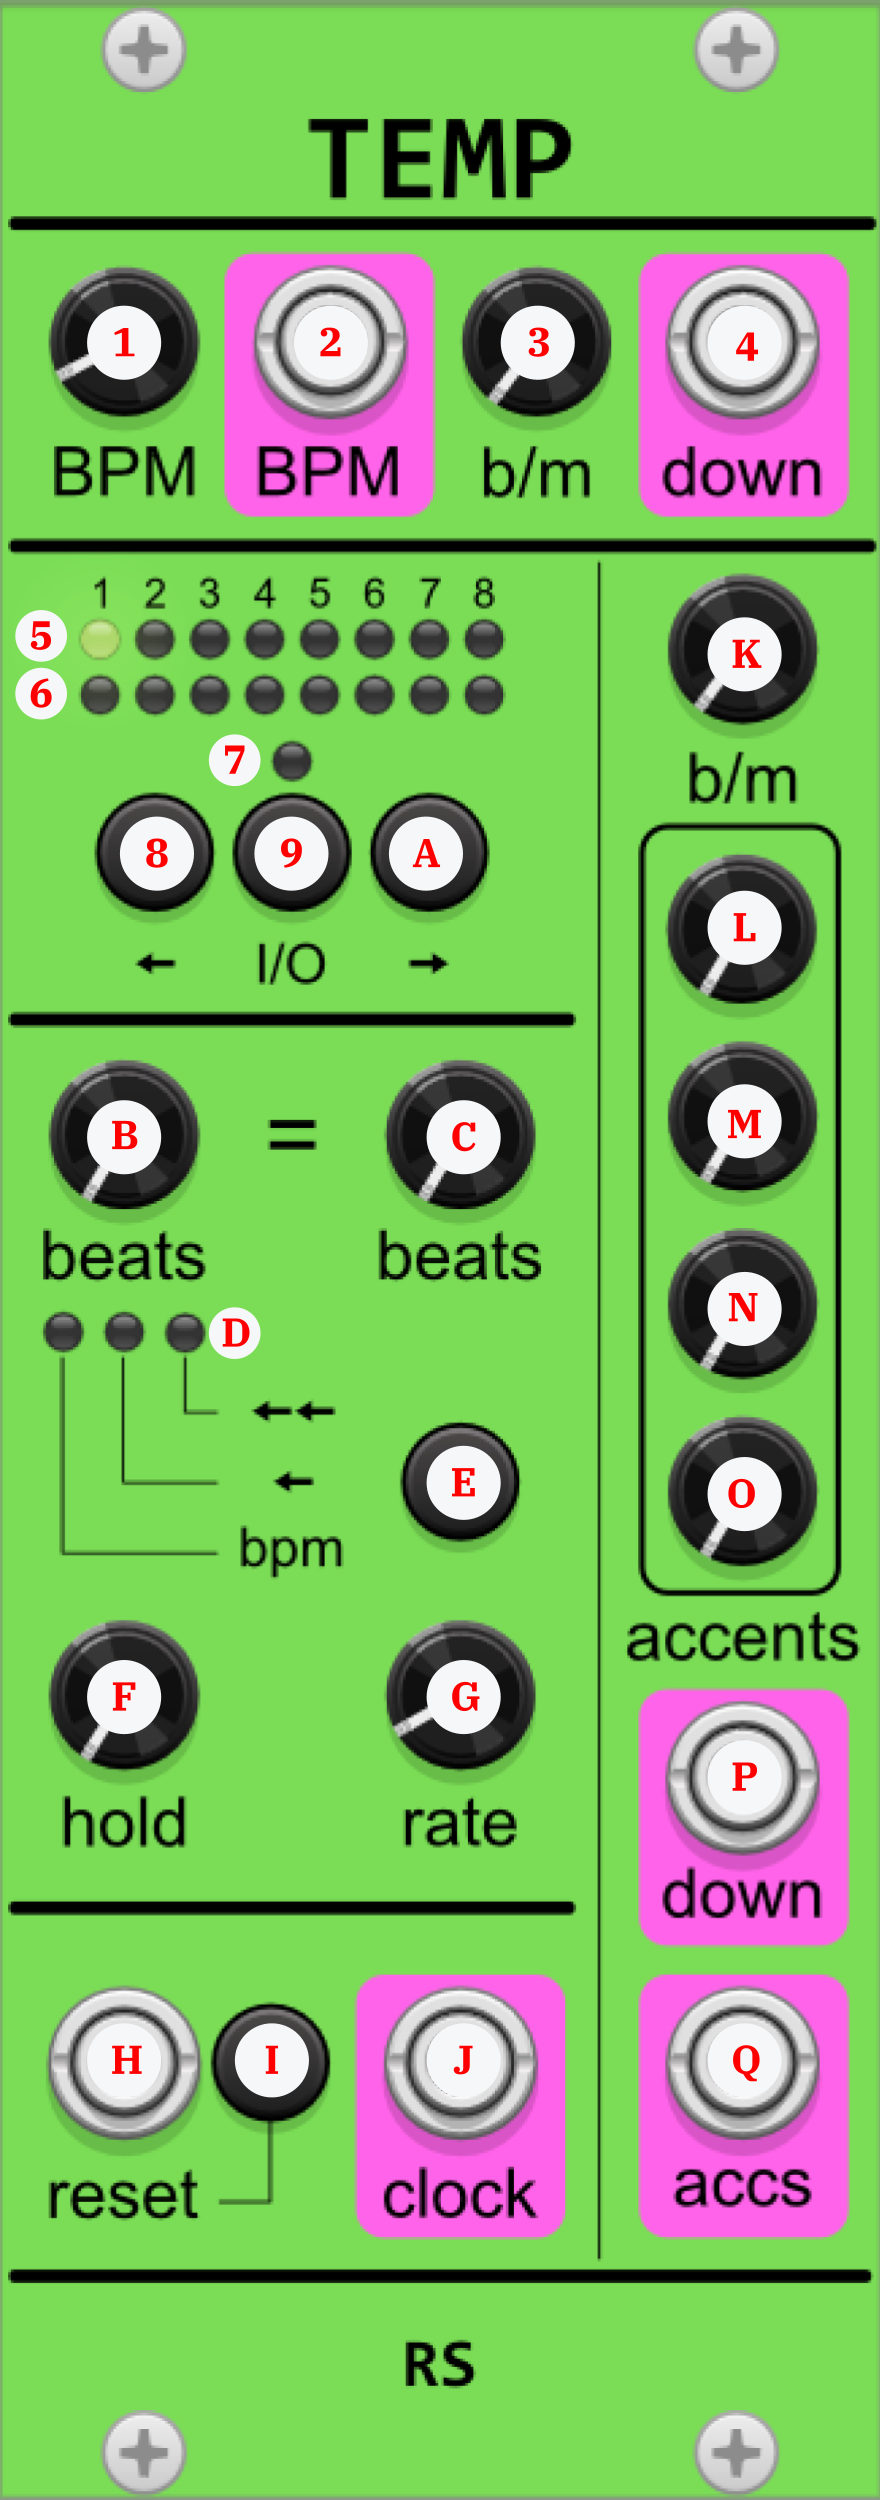 TEMP
1 2 3 4
BPM BPM b/m down
1 2 3 4 5 6 7 8
5
6
7
8 9 A
I/O
B = C
beats beats
D
E
bpm
F G
hold rate
H I J
reset clock
K
b/m
L
M
N
O
accents
P
down
Q
accs
RS